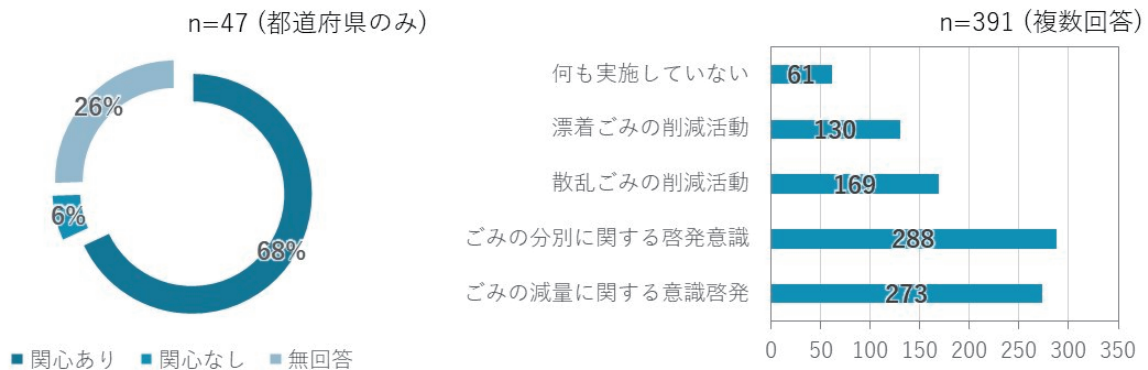 n=47 (都道府県のみ)
26%
6%
68%
■ 関心あり ■ 関心なし ■ 無回答
n=391 (複数回答)
何も実施していない 61
漂着ごみの削減活動 130
散乱ごみの削減活動 169
ごみの分別に関する啓発意識 288
ごみの減量に関する意識啓発 273
0 50 100 150 200 250 300 350